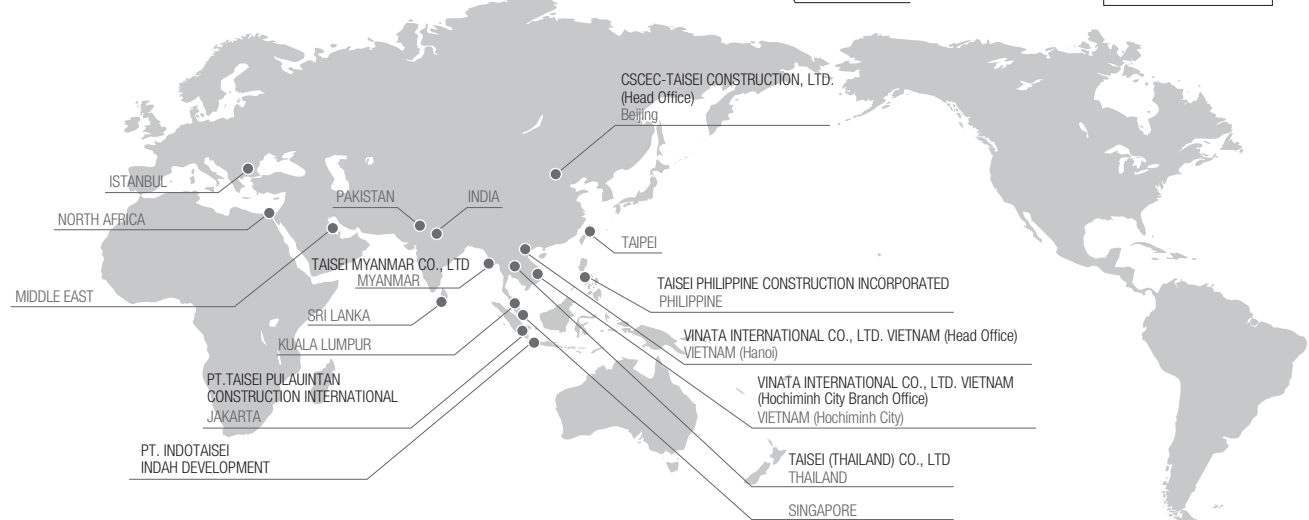 CSCEC-TAISEI CONSTRUCTION, LTD.
(Head Office)
Beijing
ISTANBUL
PAKISTAN
INDIA
NORTH AFRICA
TAIPEI
TAISEI MYANMAR CO., LTD
MYANMAR
MIDDLE EAST
TAISEI PHILIPPINE CONSTRUCTION INCORPORATED
PHILIPPINE
SRI LANKA
KUALA LUMPUR
VINATA INTERNATIONAL CO., LTD. VIETNAM (Head Office)
VIETNAM (Hanoi)
PT.TAISEI PULAUINTAN
CONSTRUCTION INTERNATIONAL
JAKARTA
VINATA INTERNATIONAL CO., LTD. VIETNAM
(Hochiminh City Branch Office)
VIETNAM (Hochiminh City)
PT. INDOTAISEI
INDAH DEVELOPMENT
TAISEI (THAILAND) CO., LTD
THAILAND
SINGAPORE